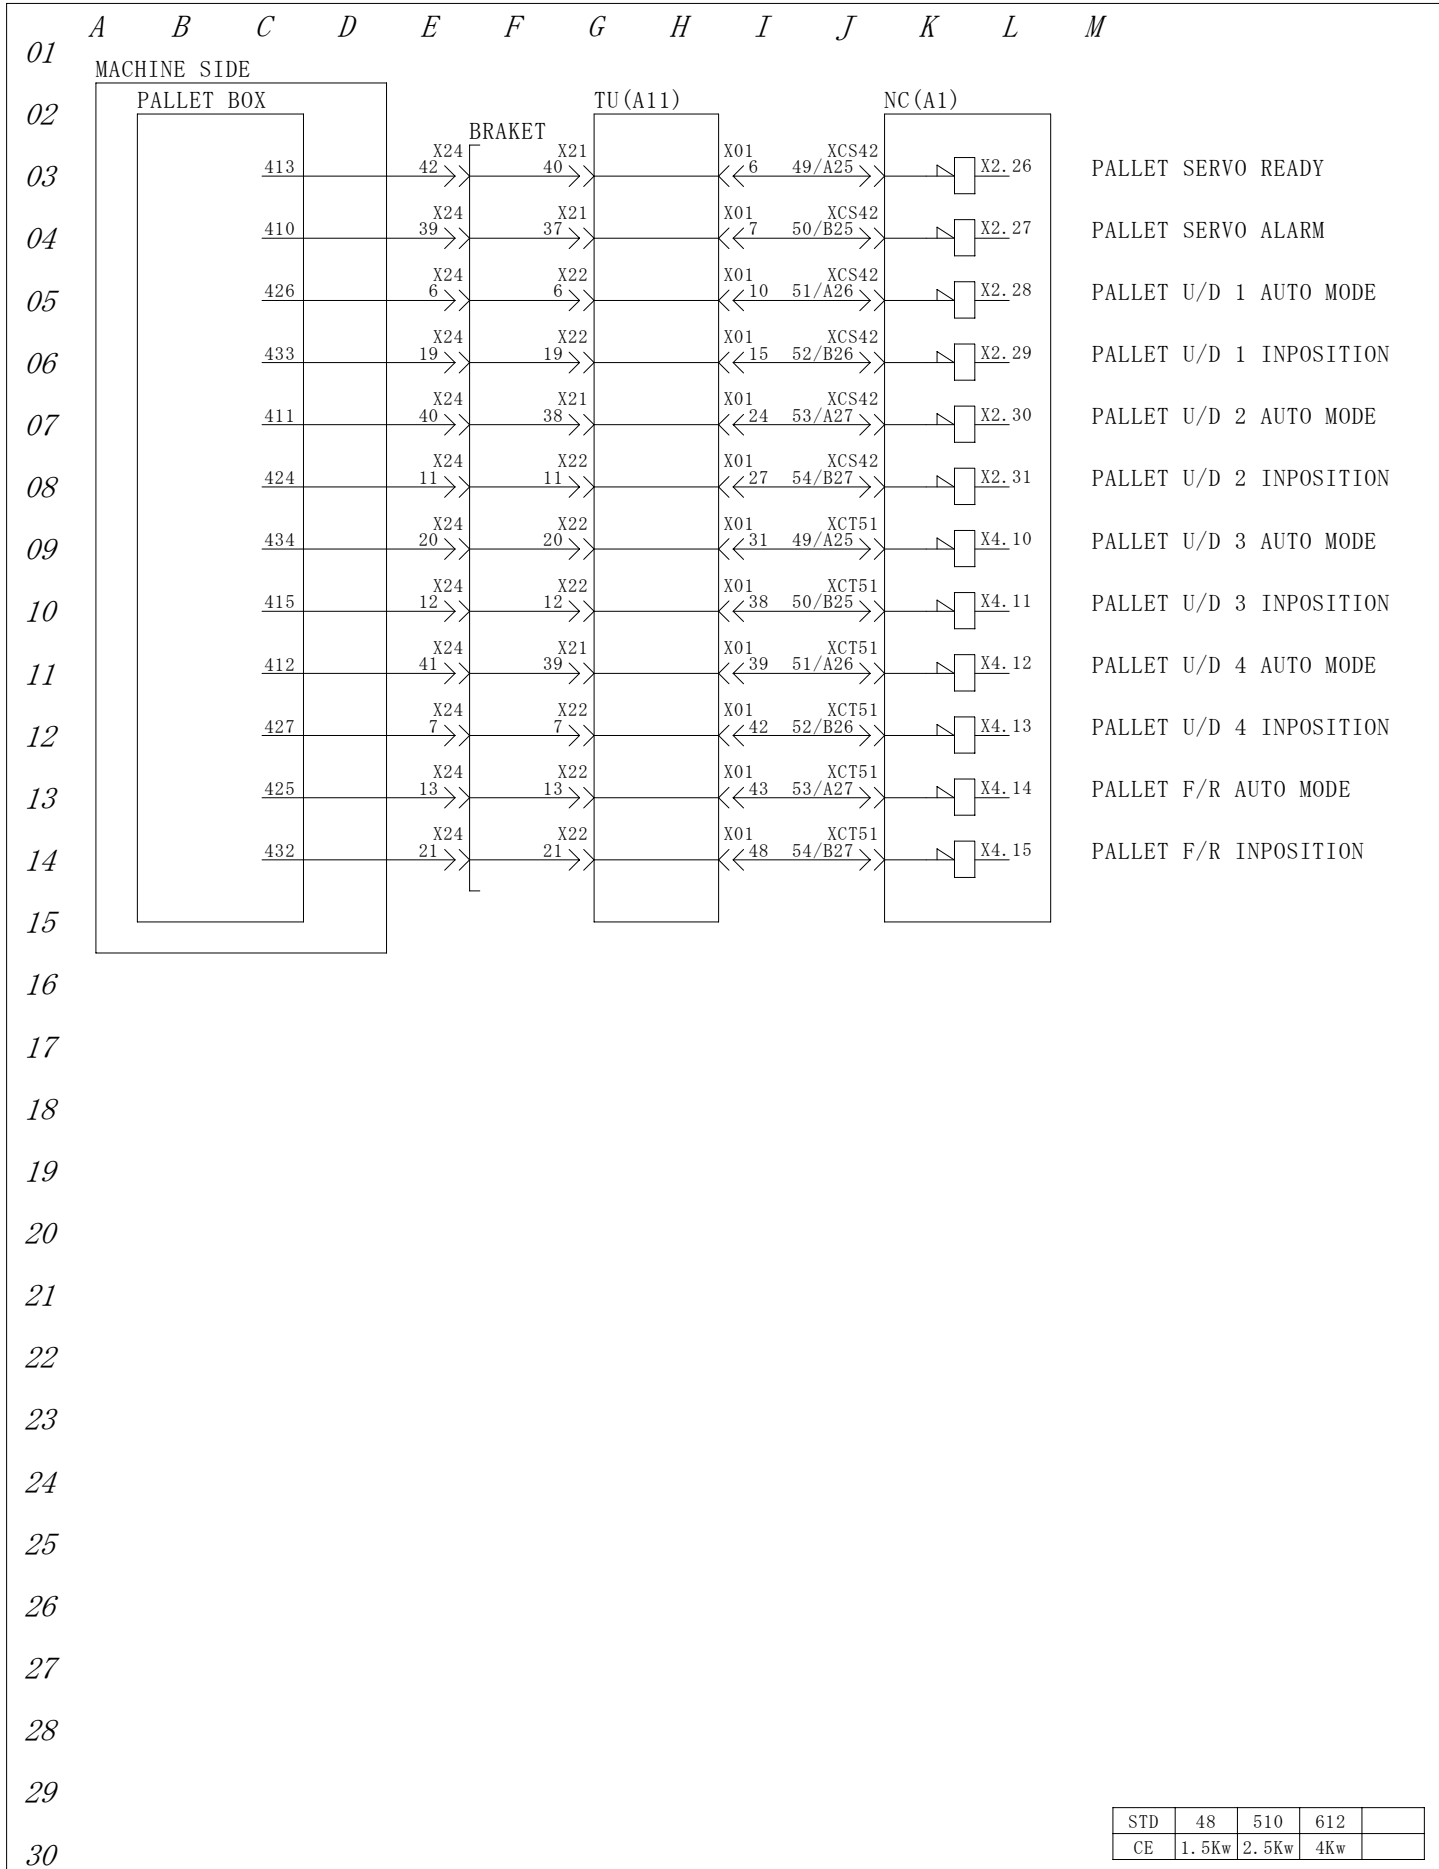 A B C D E F G H I J K L M
01
MACHINE SIDE
02 PALLET BOX TU(A11) NC(A1)
BRAKET
X24 X21 X01 XCS42
03 413 42 40 6 49/A25 X2.26 PALLET SERVO READY
X24 X21 X01 XCS42
04 410 39 37 7 50/B25 X2.27 PALLET SERVO ALARM
X24 X22 X01 XCS42
05 426 6 6 10 51/A26 X2.28 PALLET U/D 1 AUTO MODE
X24 X22 X01 XCS42
06 433 19 19 15 52/B26 X2.29 PALLET U/D 1 INPOSITION
X24 X21 X01 XCS42
07 411 40 38 24 53/A27 X2.30 PALLET U/D 2 AUTO MODE
X24 X22 X01 XCS42
08 424 11 11 27 54/B27 X2.31 PALLET U/D 2 INPOSITION
X24 X22 X01 XCT51
09 434 20 20 31 49/A25 X4.10 PALLET U/D 3 AUTO MODE
X24 X22 X01 XCT51
10 415 12 12 38 50/B25 X4.11 PALLET U/D 3 INPOSITION
X24 X21 X01 XCT51
11 412 41 39 39 51/A26 X4.12 PALLET U/D 4 AUTO MODE
X24 X22 X01 XCT51
12 427 7 7 42 52/B26 X4.13 PALLET U/D 4 INPOSITION
X24 X22 X01 XCT51
13 425 13 13 43 53/A27 X4.14 PALLET F/R AUTO MODE
X24 X22 X01 XCT51
14 432 21 21 48 54/B27 X4.15 PALLET F/R INPOSITION
15
16
17
18
19
20
21
22
23
24
25
26
27
28
29
STD 48 510 612
30 CE 1.5Kw 2.5Kw 4Kw